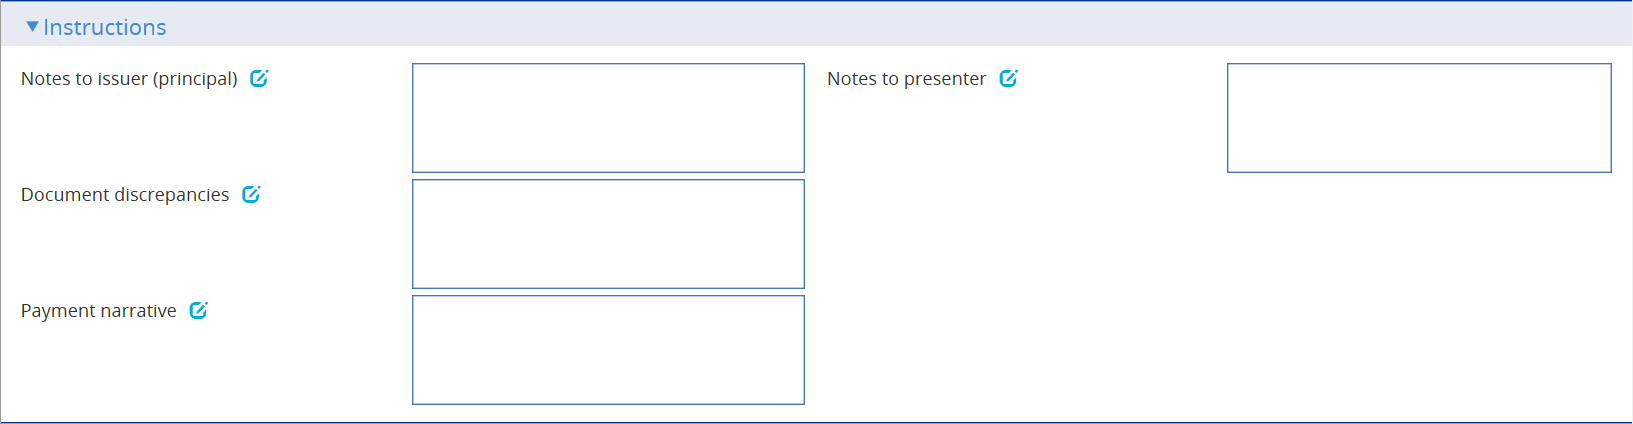 Instructions
Notes to issuer (principal)
Notes to presenter
Document discrepancies
Payment narrative